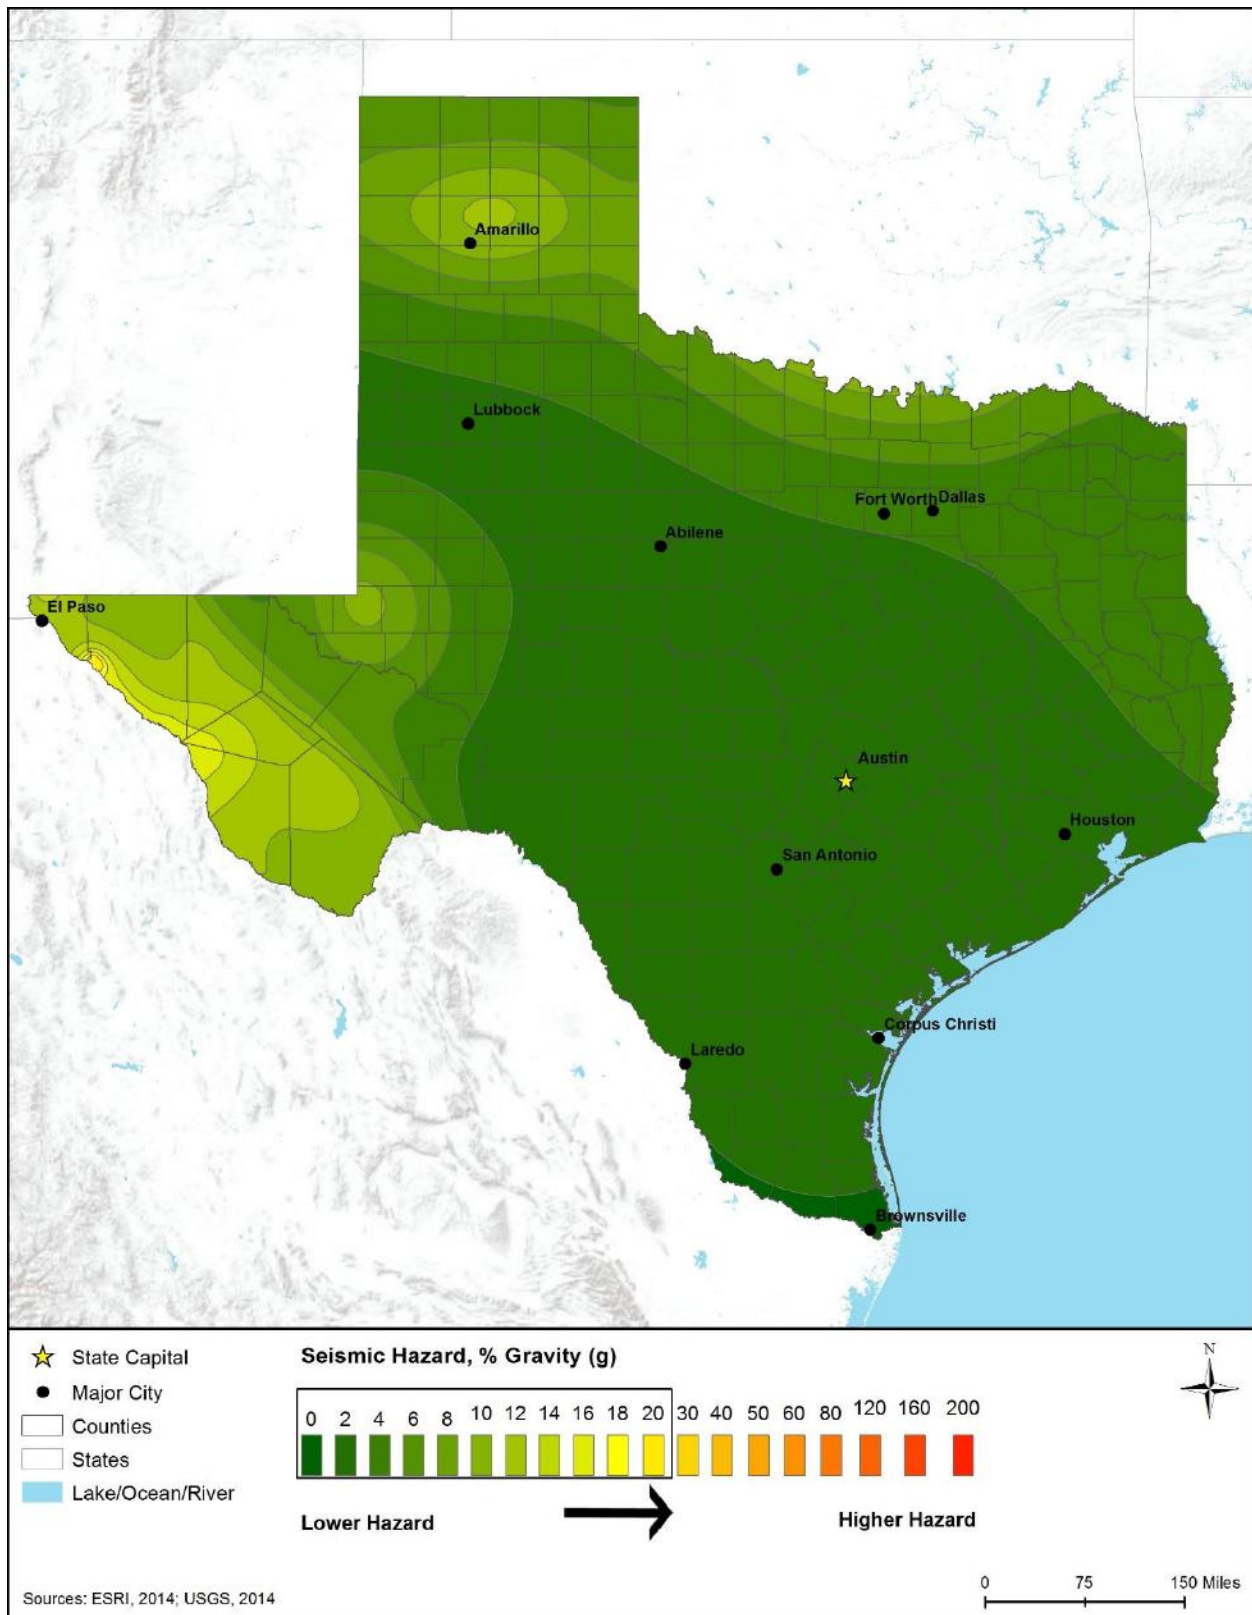 Amarillo
Lubbock
Fort Worth Dallas
Abilene
El Paso
Austin
Houston
San Antonio
Corpus Christi
Laredo
Brownsville
State Capital
Major City
Counties
States
Lake/Ocean/River
Seismic Hazard, % Gravity (g)
0 2 4 6 8 10 12 14 16 18 20 30 40 50 60 80 120 160 200
Lower Hazard
Higher Hazard
N
Sources: ESRI, 2014; USGS, 2014
0 75 150 Miles